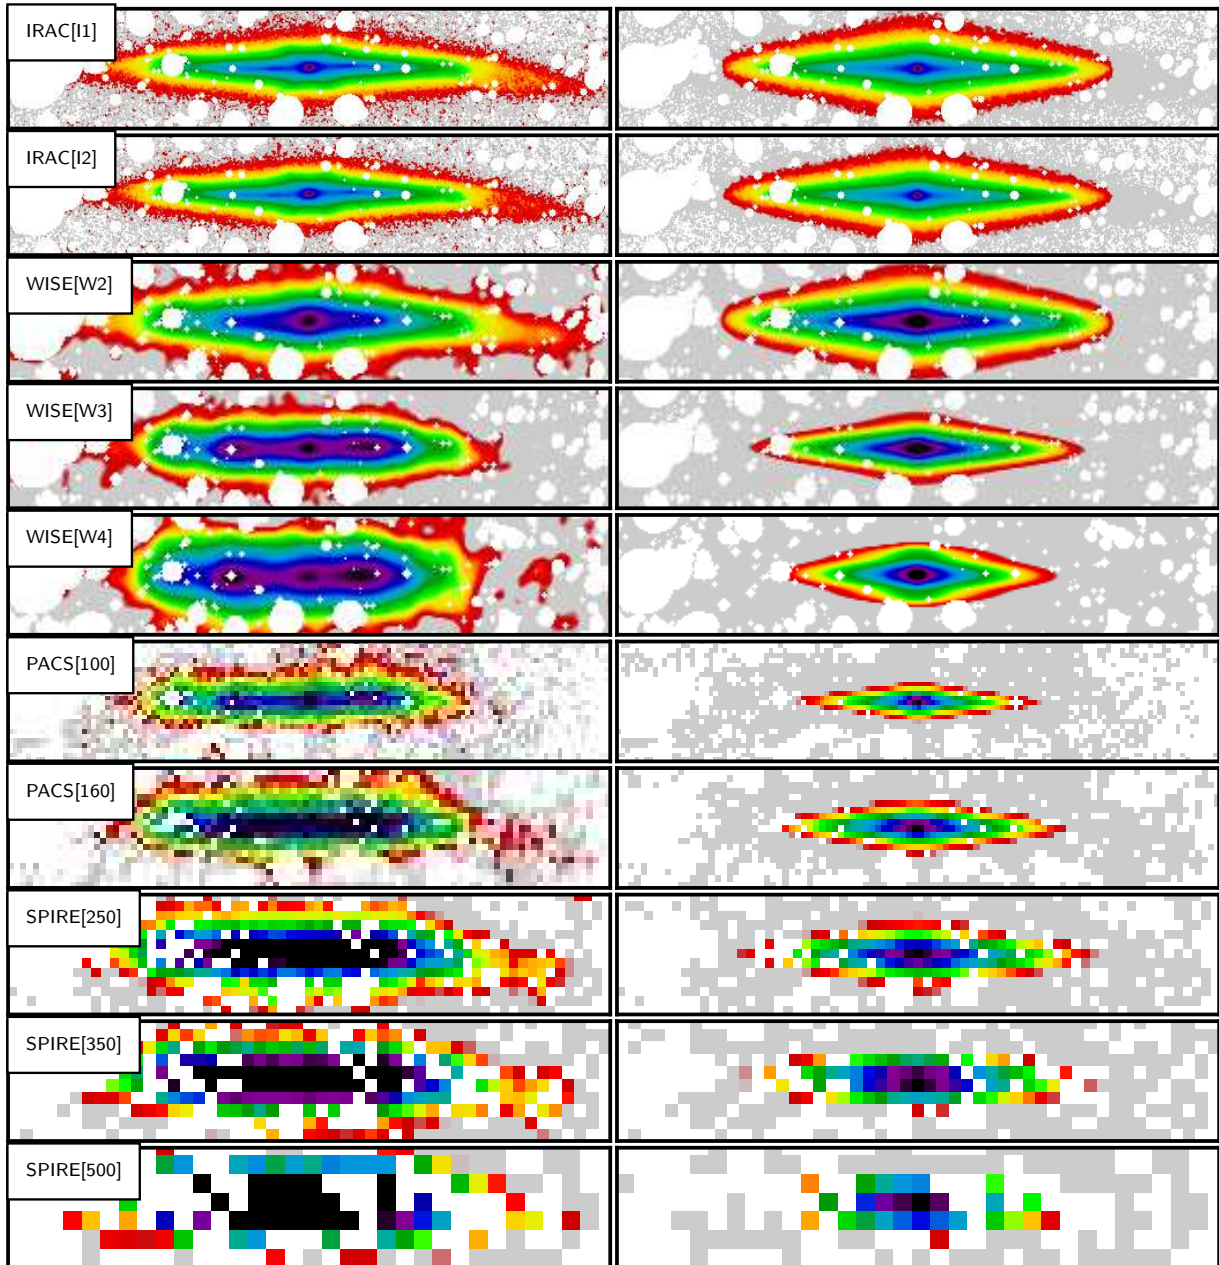 IRAC[I1]
IRAC[I2]
WISE[W2]
WISE[W3]
WISE[W4]
PACS[100]
PACS[160]
SPIRE[250]
SPIRE[350]
SPIRE[500]